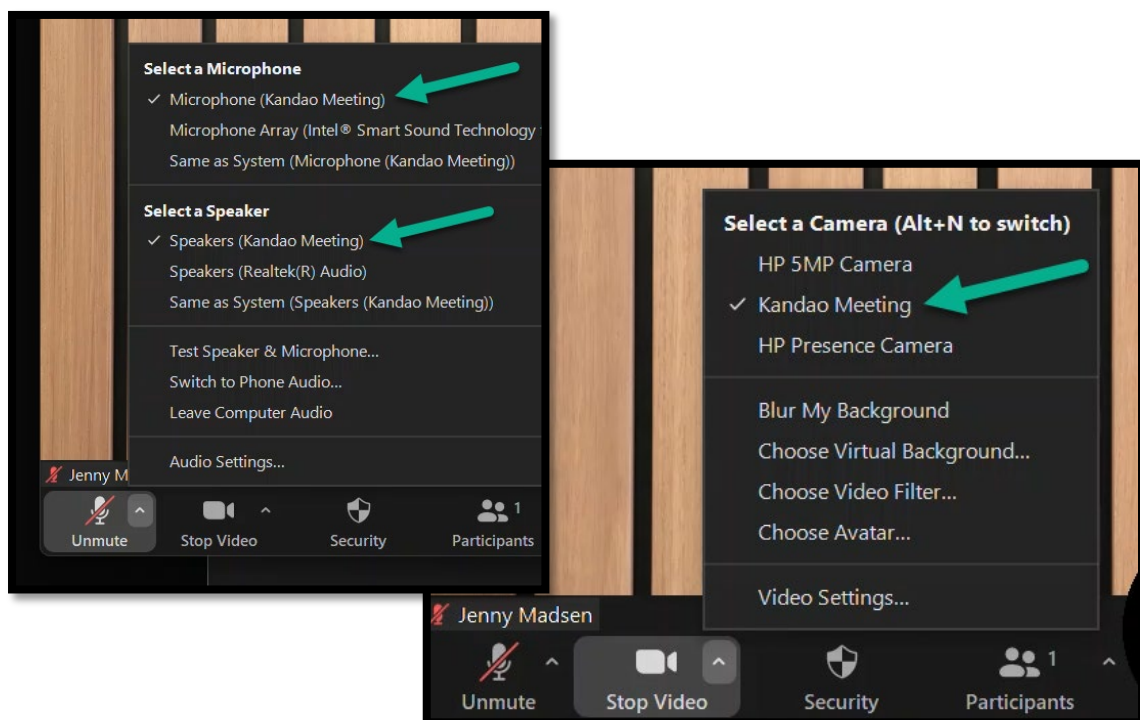 Select a Microphone
Microphone (Kandao Meeting)
Microphone Array (Intel® Smart Sound Technology
Same as System (Microphone (Kandao Meeting))
Select a Speaker
Speakers (Kandao Meeting)
Speakers (Realtek(R) Audio)
Same as System (Speakers (Kandao Meeting))
Test Speaker & Microphone...
Switch to Phone Audio...
Leave Computer Audio
Audio Settings...
Jenny M
1
Unmute
Stop Video
Security
Participants
Select a Camera (Alt+N to switch)
HP 5MP Camera
Kandao Meeting
HP Presence Camera
Blur My Background
Choose Virtual Background...
Choose Video Filter...
Choose Avatar...
Video Settings...
Jenny Madsen
1
Unmute
Stop Video
Security
Participants